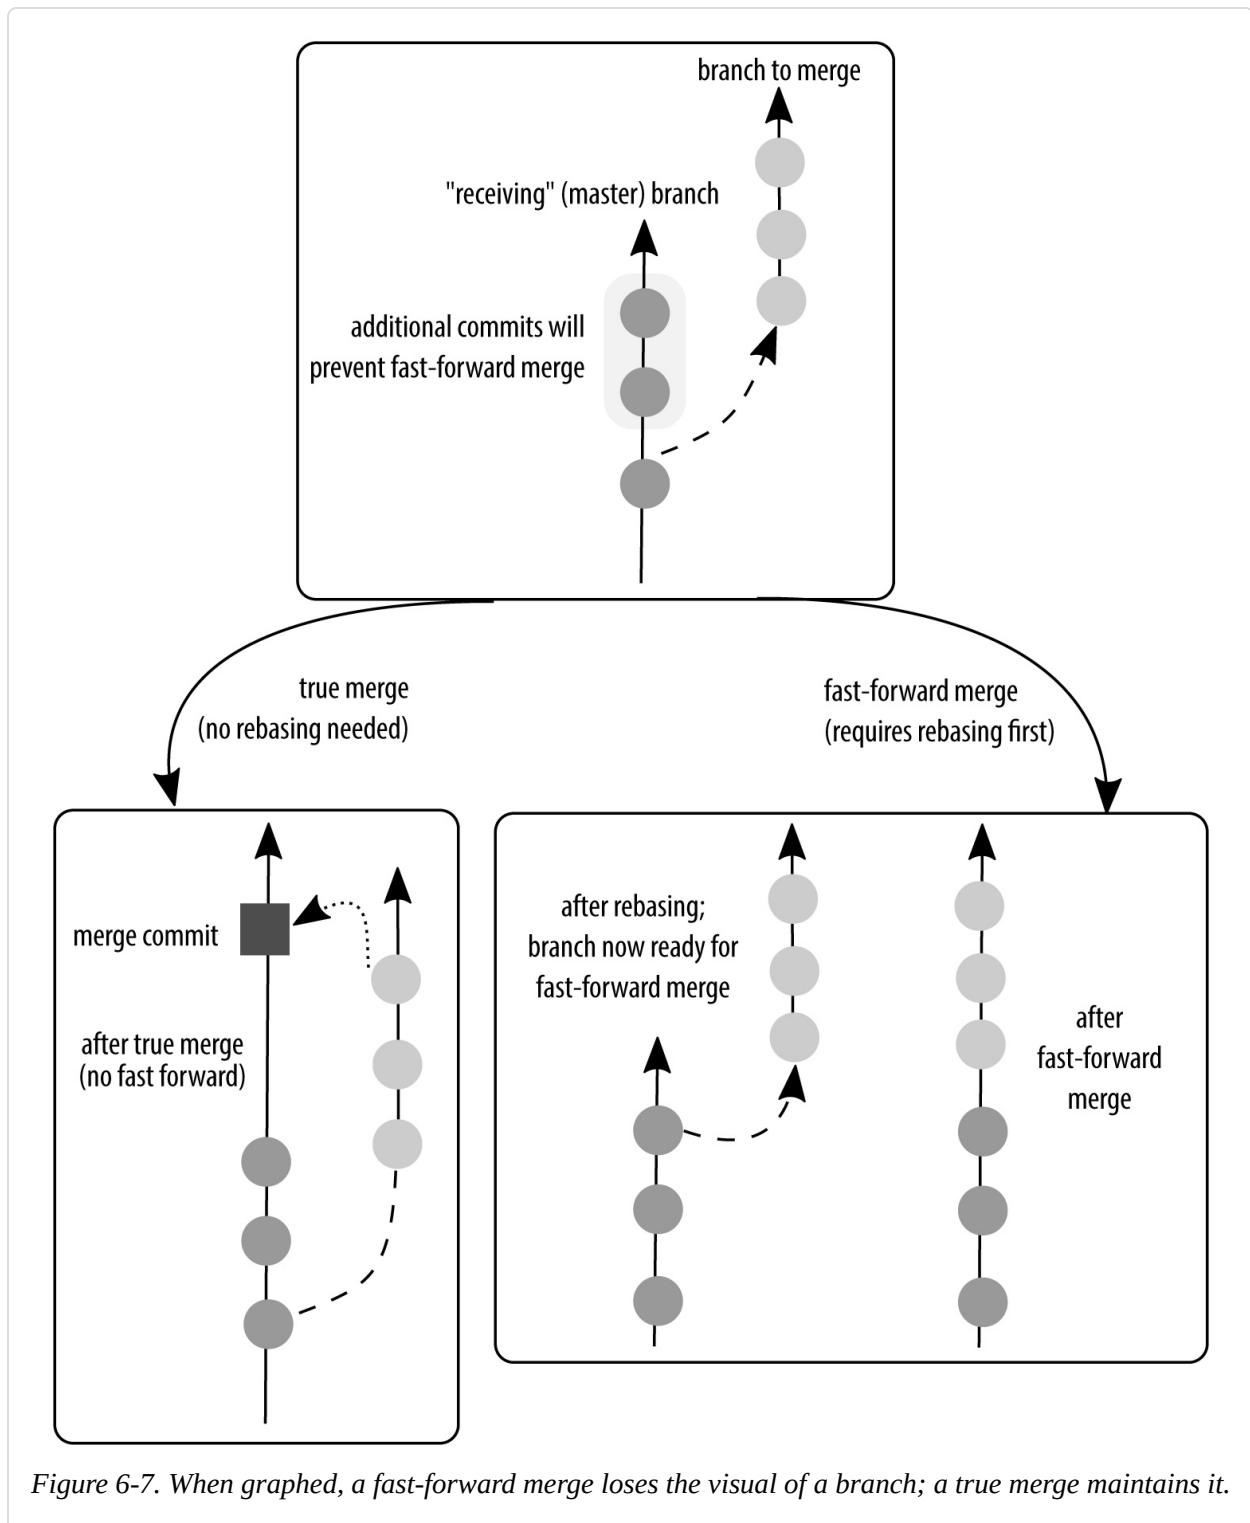 branch to merge
"receiving" (master) branch
additional commits will
prevent fast-forward merge
true merge
(no rebasing needed)
fast-forward merge
(requires rebasing first)
merge commit
after true merge
(no fast forward)
after rebasing;
branch now ready for
fast-forward merge
after
fast-forward
merge
Figure 6-7. When graphed, a fast-forward merge loses the visual of a branch; a true merge maintains it.